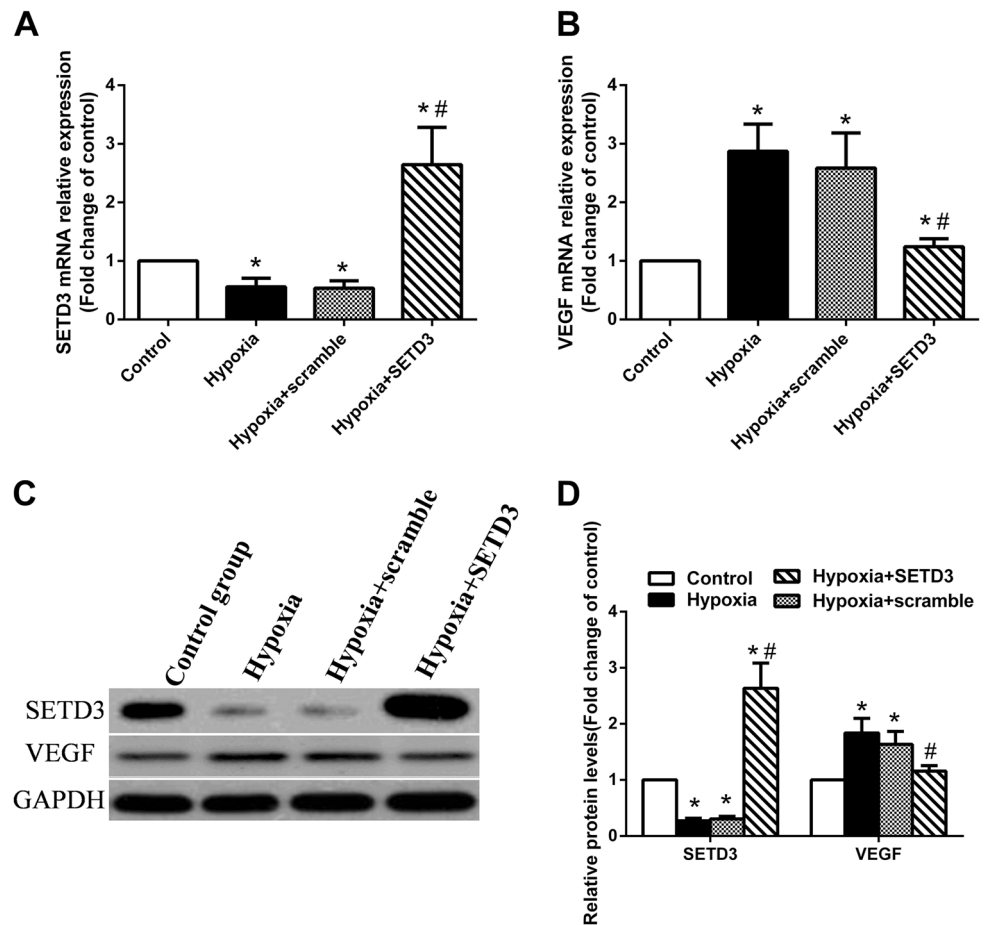 A
SETD3 mRNA relative expression
(Fold change of control)
4
3
2
1
0
*
*
* #
Control
Hypoxia
Hypoxia+scramble
Hypoxia+SETD3
B
VEGF mRNA relative expression
(Fold change of control)
4
3
2
1
0
*
*
* #
Control
Hypoxia
Hypoxia+scramble
Hypoxia+SETD3
C
Control group
Hypoxia
Hypoxia+scramble
Hypoxia+SETD3
SETD3
VEGF
GAPDH
D
Relative protein levels(Fold change of control)
Control
Hypoxia+SETD3
Hypoxia
Hypoxia+scramble
4
3
2
1
0
*
*
* #
*
*
#
SETD3
VEGF